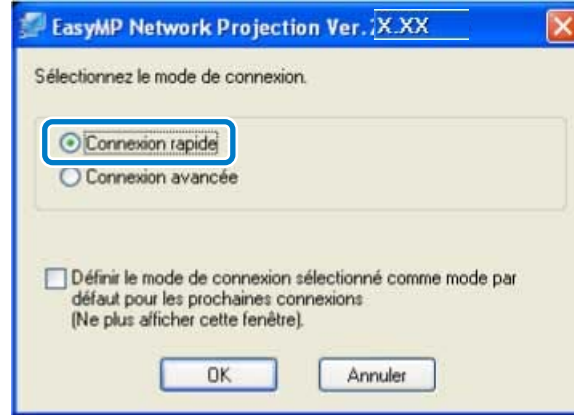 EasyMP Network Projection Ver. X.XX
Sélectionnez le mode de connexion.
Connexion rapide
Connexion avancée
Définir le mode de connexion sélectionné comme mode par
défaut pour les prochaines connexions
(Ne plus afficher cette fenêtre).
OK
Annuler